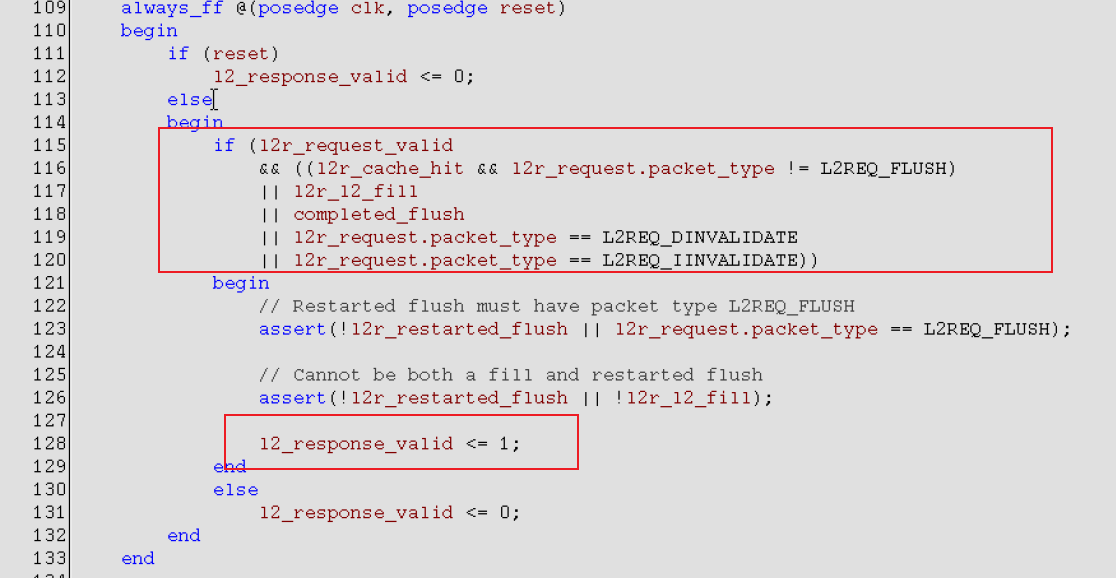 109 always_ff @(posedge clk, posedge reset)
110 begin
111 if (reset)
112 l2_response_valid <= 0;
113 else
114 begin
115 if (l2r_request_valid
116 && ((l2r_cache_hit && l2r_request.packet_type != L2REQ_FLUSH)
117 || l2r_l2_fill
118 || completed_flush
119 || l2r_request.packet_type == L2REQ_DINVALIDATE
120 || l2r_request.packet_type == L2REQ_IINVALIDATE))
121 begin
122 // Restarted flush must have packet type L2REQ_FLUSH
123 assert(!l2r_restarted_flush || l2r_request.packet_type == L2REQ_FLUSH);
124
125 // Cannot be both a fill and restarted flush
126 assert(!l2r_restarted_flush || !l2r_l2_fill);
127
128 l2_response_valid <= 1;
129 end
130 else
131 l2_response_valid <= 0;
132 end
133 end